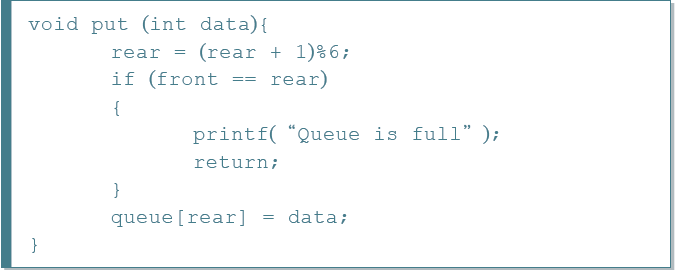 void put (int data){
rear = (rear + 1)%6;
if (front == rear)
{
printf( “Queue is full” );
return;
}
queue[rear] = data;
}